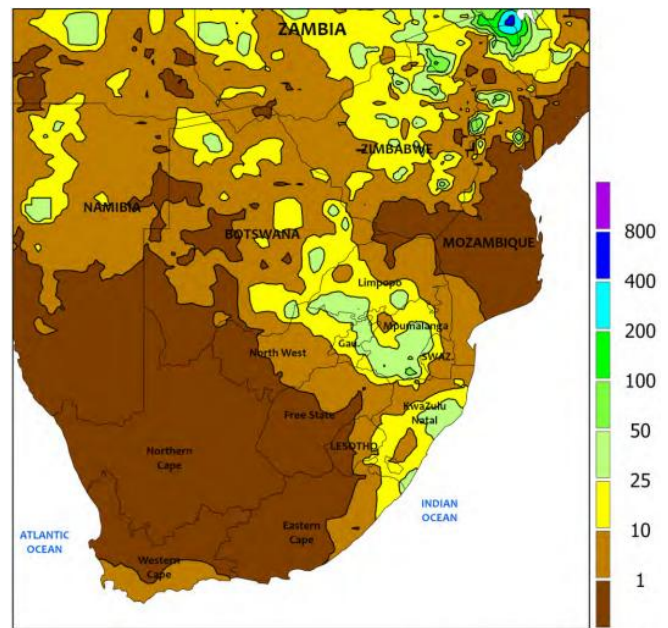 ZAMBIA
ZIMBABWE
NAMIBIA
BOTSWANA
MOZAMBIQUE
Limpopo
Mpumalanga
North West
Gau.
SWAZ.
KwaZulu
Natal
Free State
LESOTHO
Northern
Cape
INDIAN
OCEAN
ATLANTIC
OCEAN
Eastern
Cape
Western
Cape
800
400
200
100
50
25
10
1